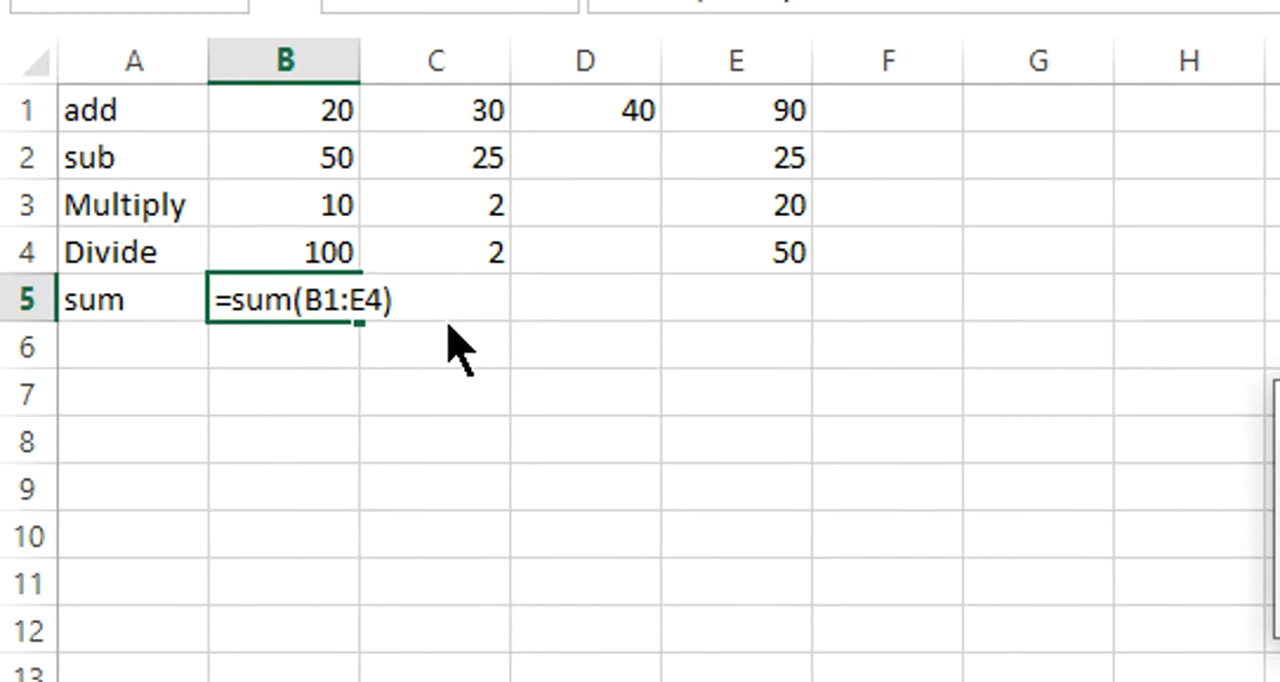 A B C D E F G H
1 add 20 30 40 90
2 sub 50 25 25
3 Multiply 10 2 20
4 Divide 100 2 50
5 sum =sum(B1:E4)
6
7
8
9
10
11
12
13